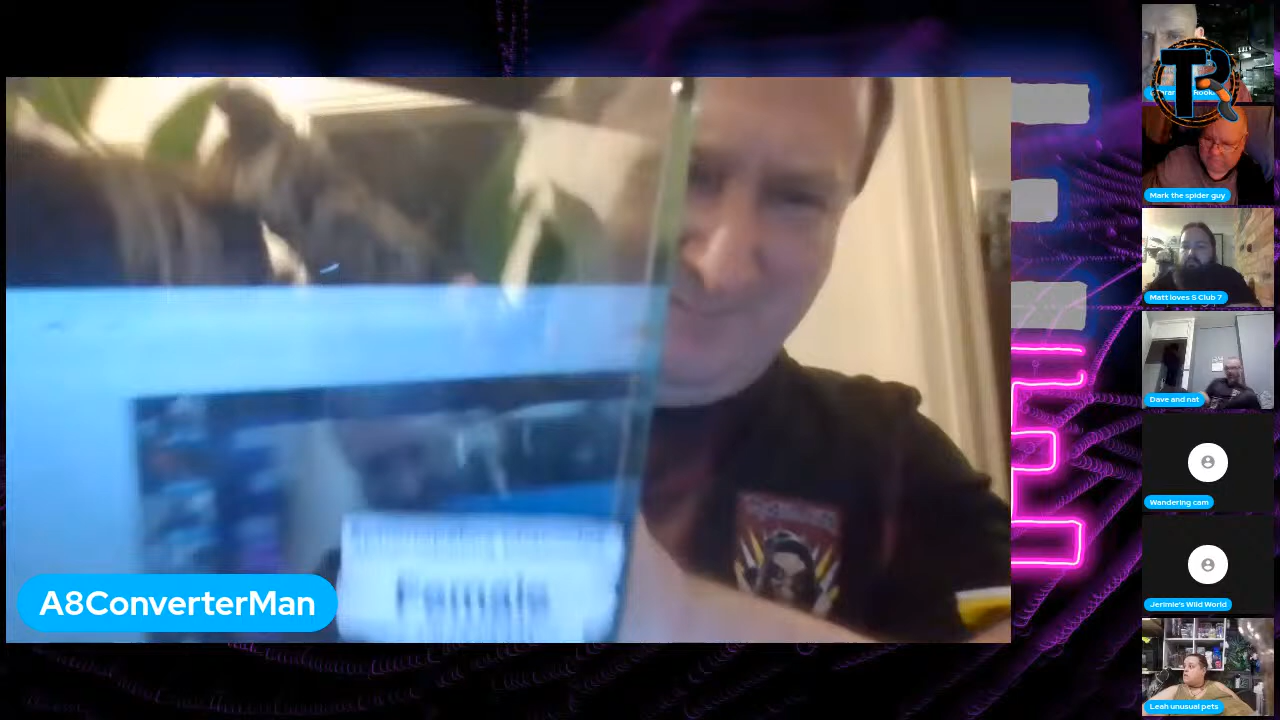 A8ConverterMan
TR
Mark the spider guy
Matt loves S Club 7
Dave and nat
Wandering cam
Jerimie's Wild World
Leah unusual pets